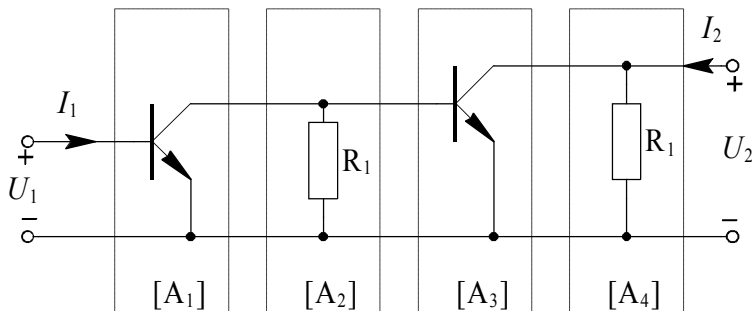 I₂
+
I₁
+
R₁
R₁
U₂
U₁
−
−
[A₁]
[A₂]
[A₃]
[A₄]